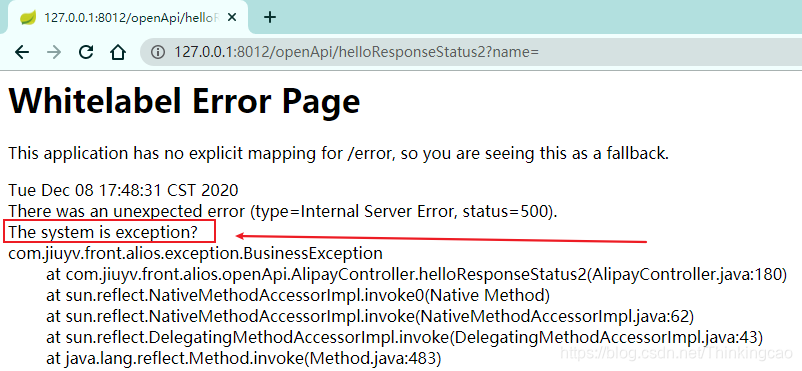 127.0.0.1:8012/openApi/helloR
127.0.0.1:8012/openApi/helloResponseStatus2?name=
Whitelabel Error Page
This application has no explicit mapping for /error, so you are seeing this as a fallback.
Tue Dec 08 17:48:31 CST 2020
There was an unexpected error (type=Internal Server Error, status=500).
The system is exception?
com.jiuyv.front.alios.exception.BusinessException
at com.jiuyv.front.alios.openApi.AlipayController.helloResponseStatus2(AlipayController.java:180)
at sun.reflect.NativeMethodAccessorImpl.invoke0(Native Method)
at sun.reflect.NativeMethodAccessorImpl.invoke(NativeMethodAccessorImpl.java:62)
at sun.reflect.DelegatingMethodAccessorImpl.invoke(DelegatingMethodAccessorImpl.java:43)
at java.lang.reflect.Method.invoke(Method.java:483)
https://blog.csdn.net/Thinkingcao